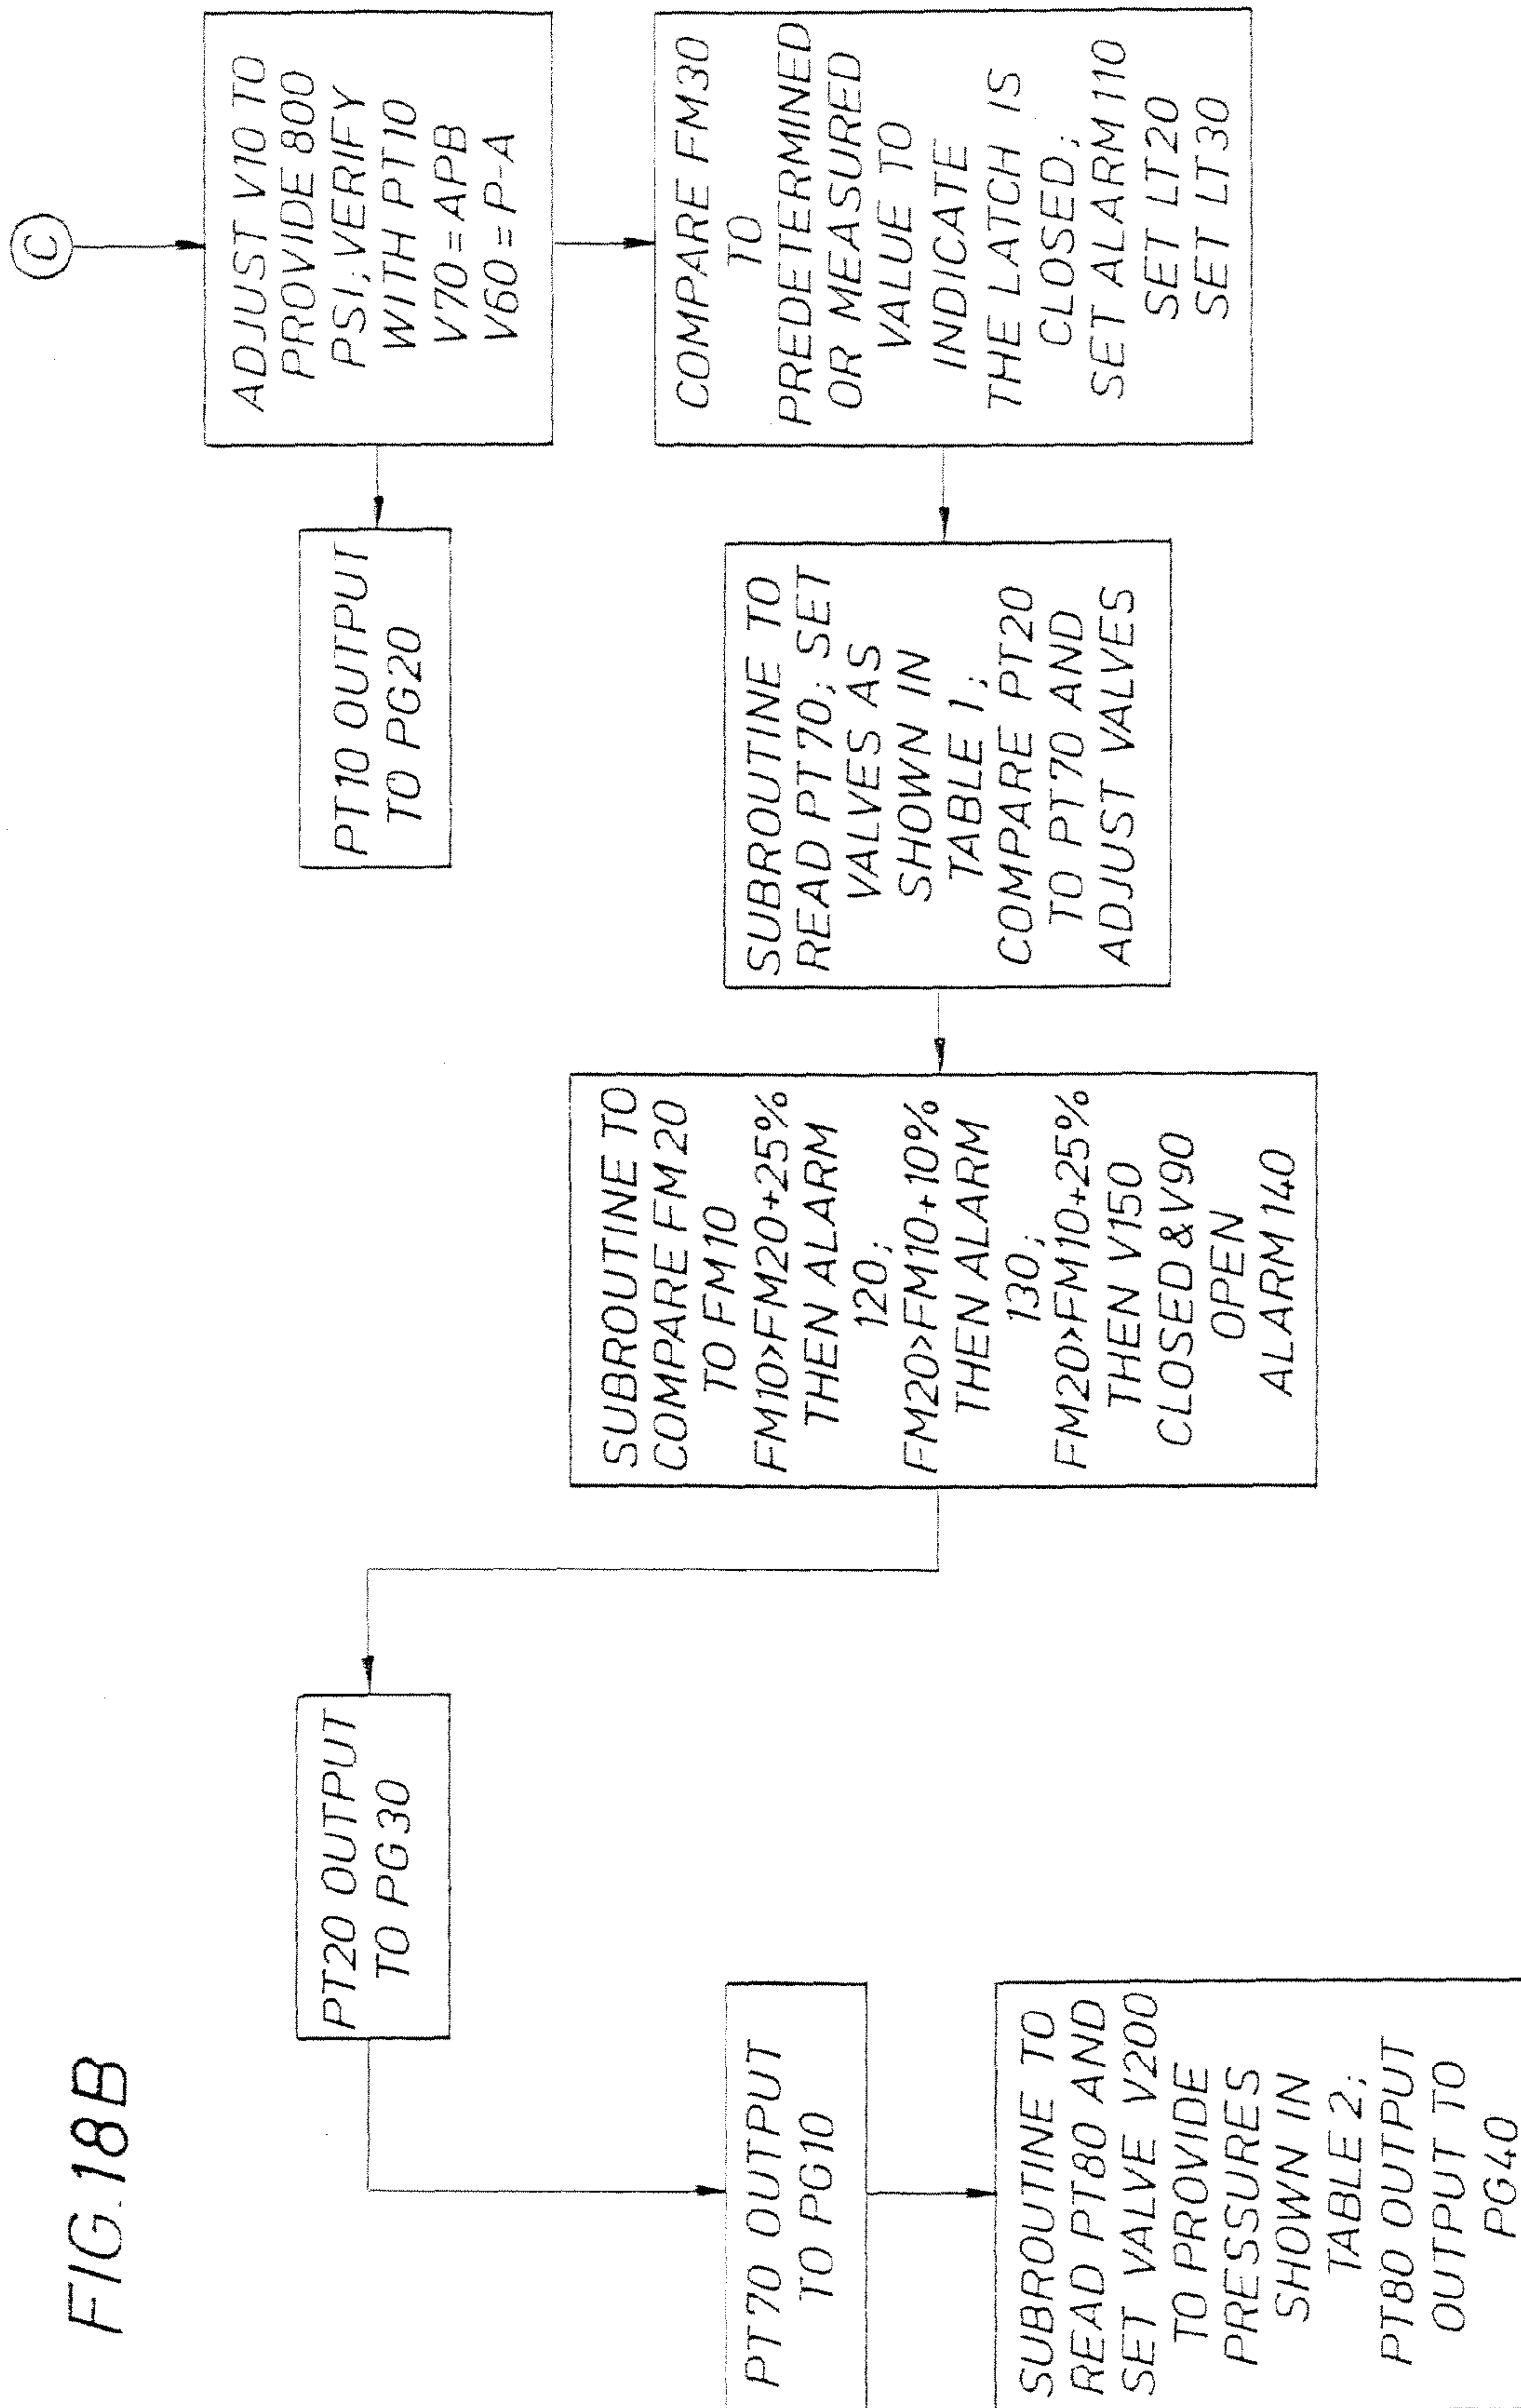 FIG. 18B
C
ADJUST V10 TO
PROVIDE 800
PSI; VERIFY
WITH PT10
V70 = APB
V60 = P-A
PT10 OUTPUT
TO PG20
COMPARE FM30
TO
PREDETERMINED
OR MEASURED
VALUE TO
INDICATE
THE LATCH IS
CLOSED;
SET ALARM 110
SET LT20
SET LT30
SUBROUTINE TO
READ PT70; SET
VALVES AS
SHOWN IN
TABLE 1;
COMPARE PT20
TO PT70 AND
ADJUST VALVES
SUBROUTINE TO
COMPARE FM20
TO FM10
FM10>FM20+25%
THEN ALARM
120;
FM20>FM10+10%
THEN ALARM
130;
FM20>FM10+25%
THEN V150
CLOSED & V90
OPEN
ALARM 140
PT20 OUTPUT
TO PG30
PT70 OUTPUT
TO PG10
SUBROUTINE TO
READ PT80 AND
SET VALVE V200
TO PROVIDE
PRESSURES
SHOWN IN
TABLE 2;
PT80 OUTPUT
OUTPUT TO
PG40